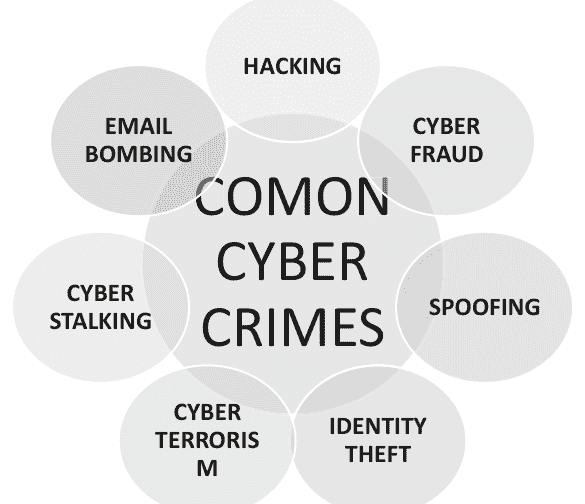 HACKING
CYBER
FRAUD
SPOOFING
IDENTITY
THEFT
CYBER
TERRORIS
M
CYBER
STALKING
EMAIL
BOMBING
COMON
CYBER
CRIMES